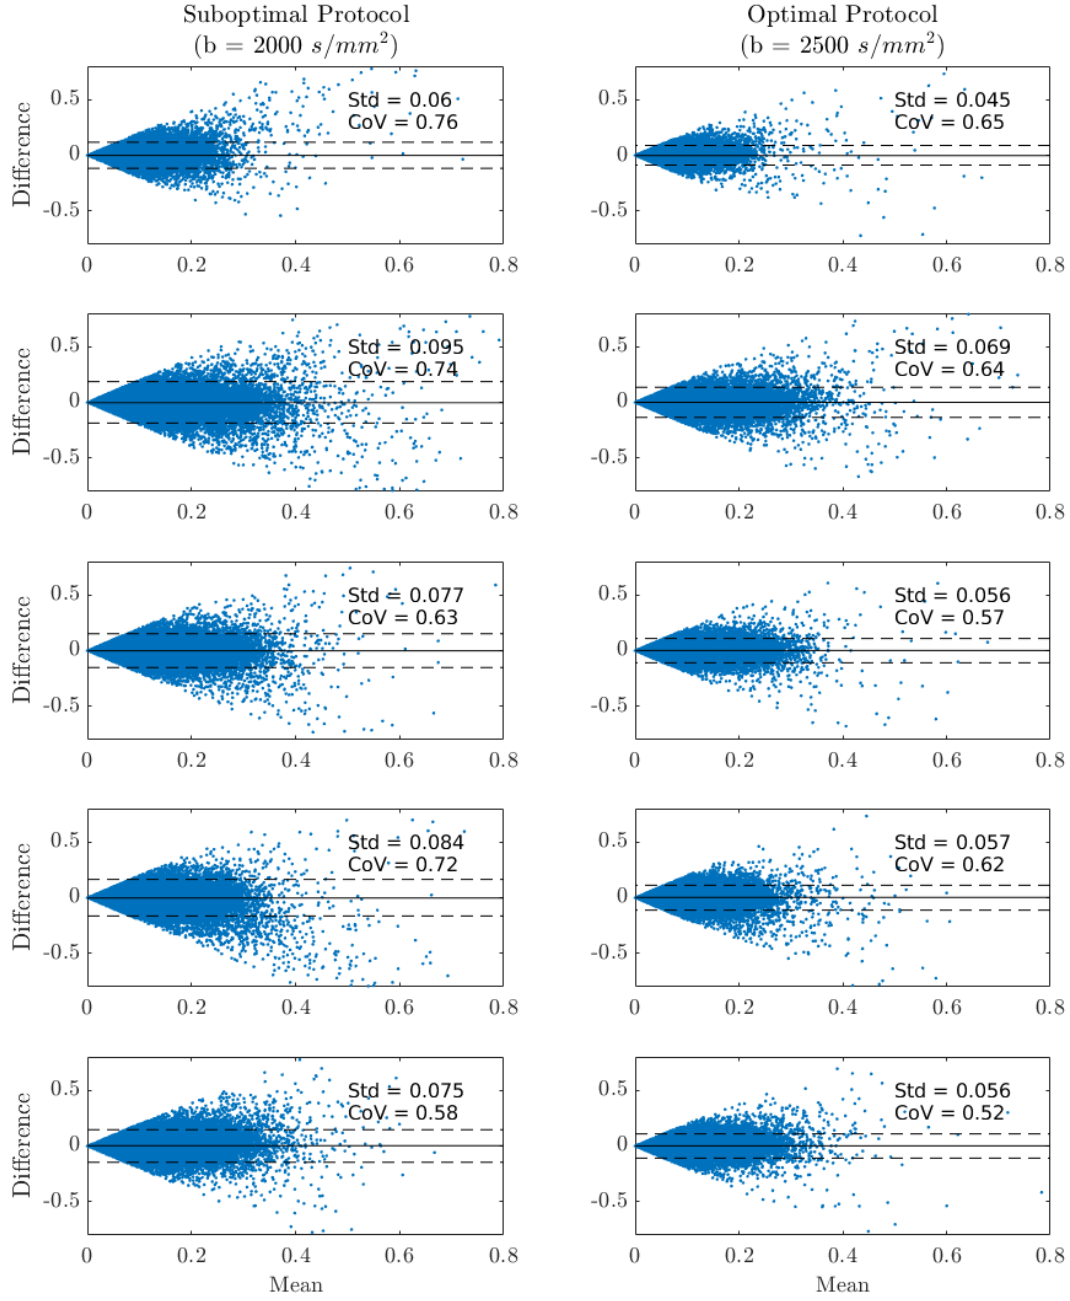 Suboptimal Protocol
(b = 2000 s/mm²)
Optimal Protocol
(b = 2500 s/mm²)
Difference
0.5
0
-0.5
Std = 0.06
CoV = 0.76
0 0.2 0.4 0.6 0.8
0.5
0
-0.5
Std = 0.045
CoV = 0.65
0 0.2 0.4 0.6 0.8
Difference
0.5
0
-0.5
Std = 0.095
CoV = 0.74
0 0.2 0.4 0.6 0.8
0.5
0
-0.5
Std = 0.069
CoV = 0.64
0 0.2 0.4 0.6 0.8
Difference
0.5
0
-0.5
Std = 0.077
CoV = 0.63
0 0.2 0.4 0.6 0.8
0.5
0
-0.5
Std = 0.056
CoV = 0.57
0 0.2 0.4 0.6 0.8
Difference
0.5
0
-0.5
Std = 0.084
CoV = 0.72
0 0.2 0.4 0.6 0.8
0.5
0
-0.5
Std = 0.057
CoV = 0.62
0 0.2 0.4 0.6 0.8
Difference
0.5
0
-0.5
Std = 0.075
CoV = 0.58
0 0.2 0.4 0.6 0.8
Mean
0.5
0
-0.5
Std = 0.056
CoV = 0.52
0 0.2 0.4 0.6 0.8
Mean